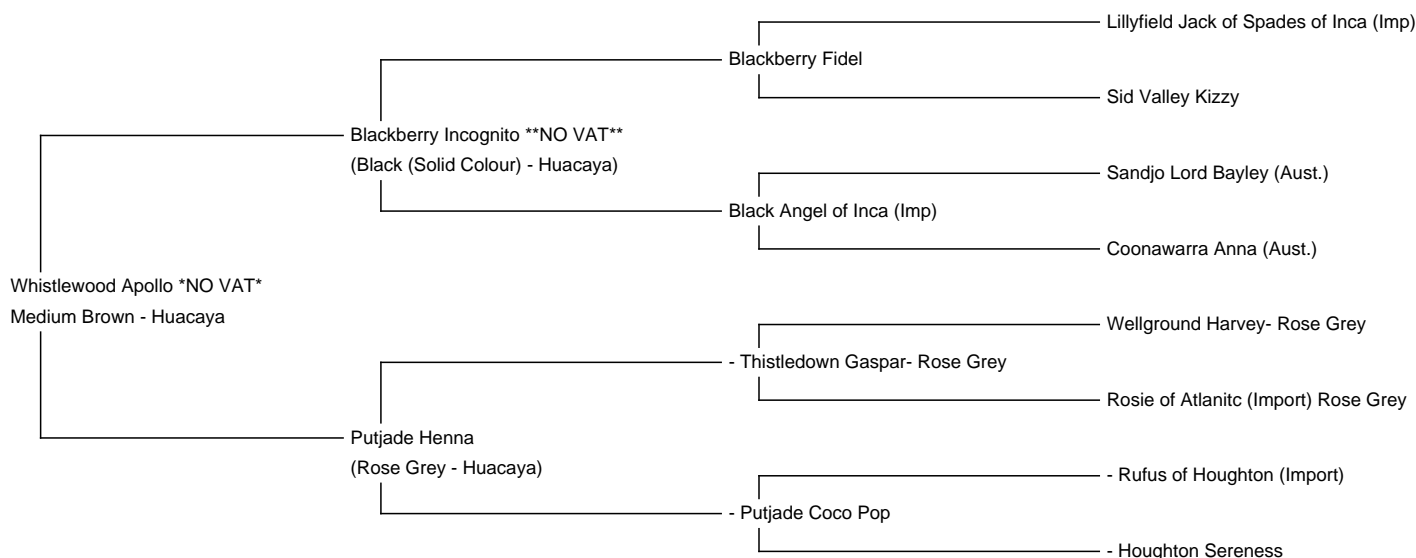 Lillyfield Jack of Spades of Inca (Imp)
Blackberry Fidel
Sid Valley Kizzy
Blackberry Incognito **NO VAT**
(Black (Solid Colour) - Huacaya)
Sandjo Lord Bayley (Aust.)
Black Angel of Inca (Imp)
Coonawarra Anna (Aust.)
Whistlewood Apollo *NO VAT*
Medium Brown - Huacaya
Wellground Harvey- Rose Grey
- Thistledown Gaspar- Rose Grey
Rosie of Atlanitc (Import) Rose Grey
Putjade Henna
(Rose Grey - Huacaya)
- Rufus of Houghton (Import)
- Putjade Coco Pop
- Houghton Sereness